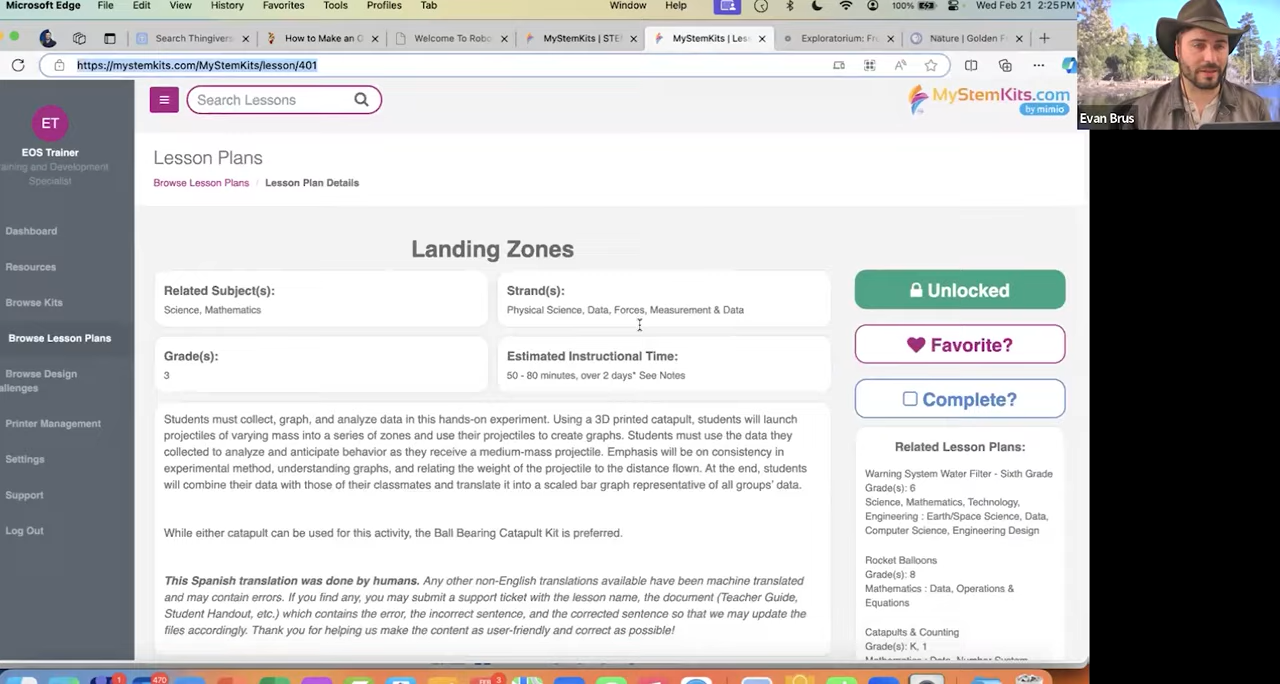 Microsoft Edge File Edit View History Favorites Tools Profiles Tab Window Help 100% Wed Feb 21 2:25PM
Search Thingiver How to Make an C Welcome To Robo MyStemKits | STE MyStemKits | Les Exploratorium: Fre Nature | Golden F
https://mystemkits.com/MyStemKits/lesson/401
Evan Brus
ET
EOS Trainer
raining and Development
Specialist
Dashboard
Resources
Browse Kits
Browse Lesson Plans
Browse Design
allenges
Printer Management
Settings
Support
Log Out
Search Lessons
MyStemKits.com
by mimio
Lesson Plans
Browse Lesson Plans / Lesson Plan Details
Landing Zones
Related Subject(s):
Science, Mathematics
Strand(s):
Physical Science, Data, Forces, Measurement & Data
Grade(s):
3
Estimated Instructional Time:
50 - 80 minutes, over 2 days* See Notes
Students must collect, graph, and analyze data in this hands-on experiment. Using a 3D printed catapult, students will launch
projectiles of varying mass into a series of zones and use their projectiles to create graphs. Students must use the data they
collected to analyze and anticipate behavior as they receive a medium-mass projectile. Emphasis will be on consistency in
experimental method, understanding graphs, and relating the weight of the projectile to the distance flown. At the end, students
will combine their data with those of their classmates and translate it into a scaled bar graph representative of all groups' data.
While either catapult can be used for this activity, the Ball Bearing Catapult Kit is preferred.
This Spanish translation was done by humans. Any other non-English translations available have been machine translated
and may contain errors. If you find any, you may submit a support ticket with the lesson name, the document (Teacher Guide,
Student Handout, etc.) which contains the error, the incorrect sentence, and the corrected sentence so that we may update the
files accordingly. Thank you for helping us make the content as user-friendly and correct as possible!
Unlocked
Favorite?
Complete?
Related Lesson Plans:
Warning System Water Filter - Sixth Grade
Grade(s): 6
Science, Mathematics, Technology,
Engineering : Earth/Space Science, Data,
Computer Science, Engineering Design
Rocket Balloons
Grade(s): 8
Mathematics : Data, Operations &
Equations
Catapults & Counting
Grade(s): K, 1
Mathematics : Data, Number System
1
470
FEB
3